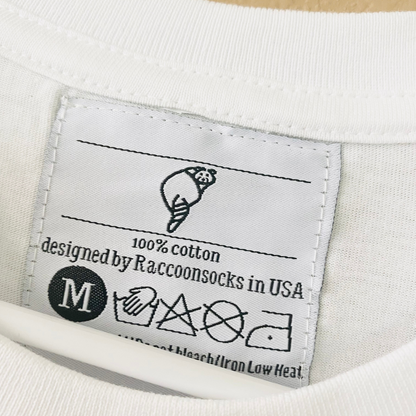 100% cotton
designed by Raccoonsocks in USA
M
bleach/Iron Low Heat